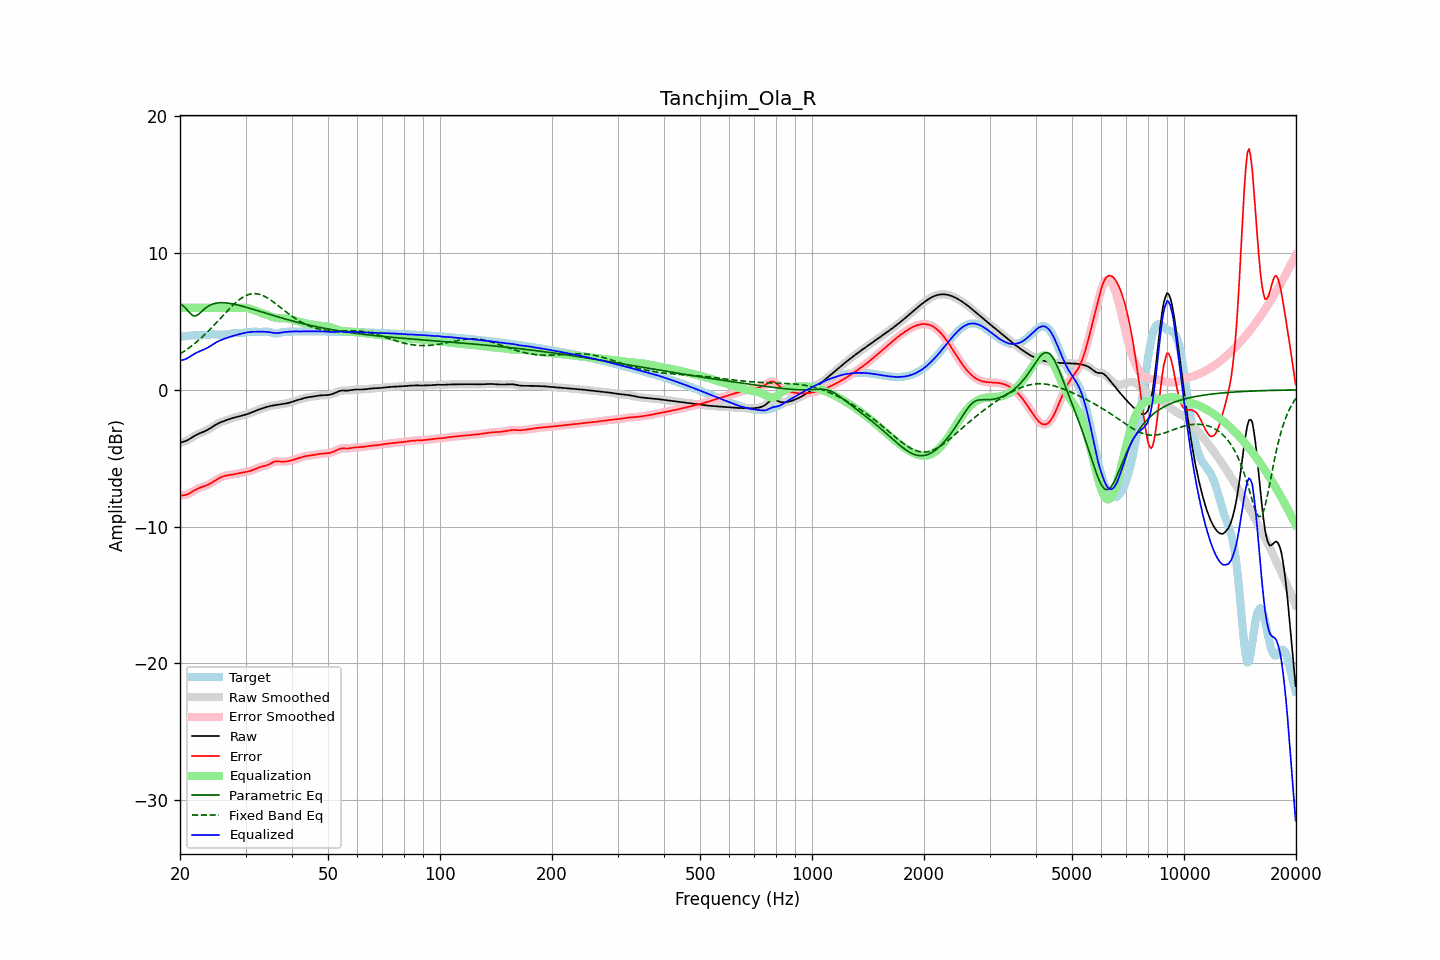 Tanchjim_Ola_R
20
10
0
−10
−20
−30
Amplitude (dBr)
Target
Raw Smoothed
Error Smoothed
Raw
Error
Equalization
Parametric Eq
Fixed Band Eq
Equalized
20 50 100 200 500 1000 2000 5000 10000 20000
Frequency (Hz)